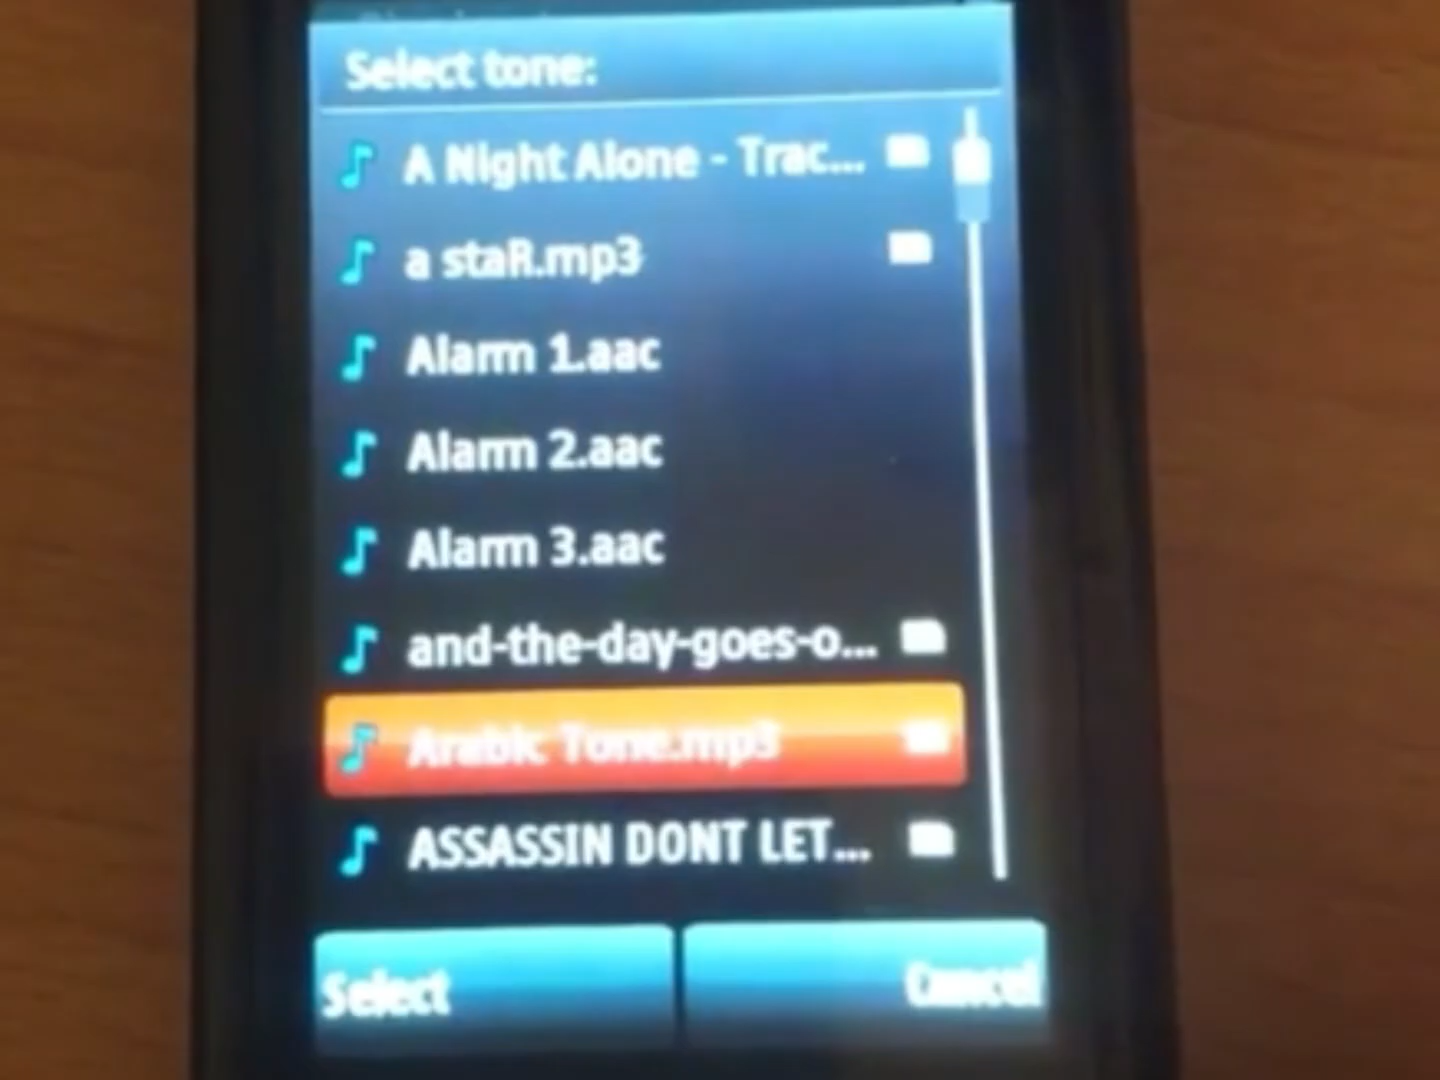 Select tone:
A Night Alone - Trac...
a staR.mp3
Alarm 1.aac
Alarm 2.aac
Alarm 3.aac
and-the-day-goes-o...
Arabic Tone.mp3
ASSASSIN DONT LET...
Select
Cancel